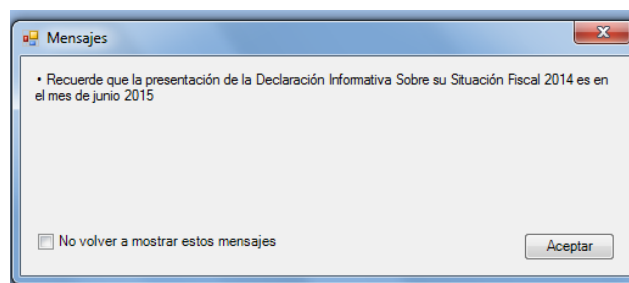 Mensajes
• Recuerde que la presentación de la Declaración Informativa Sobre su Situación Fiscal 2014 es en
el mes de junio 2015
No volver a mostrar estos mensajes
Aceptar